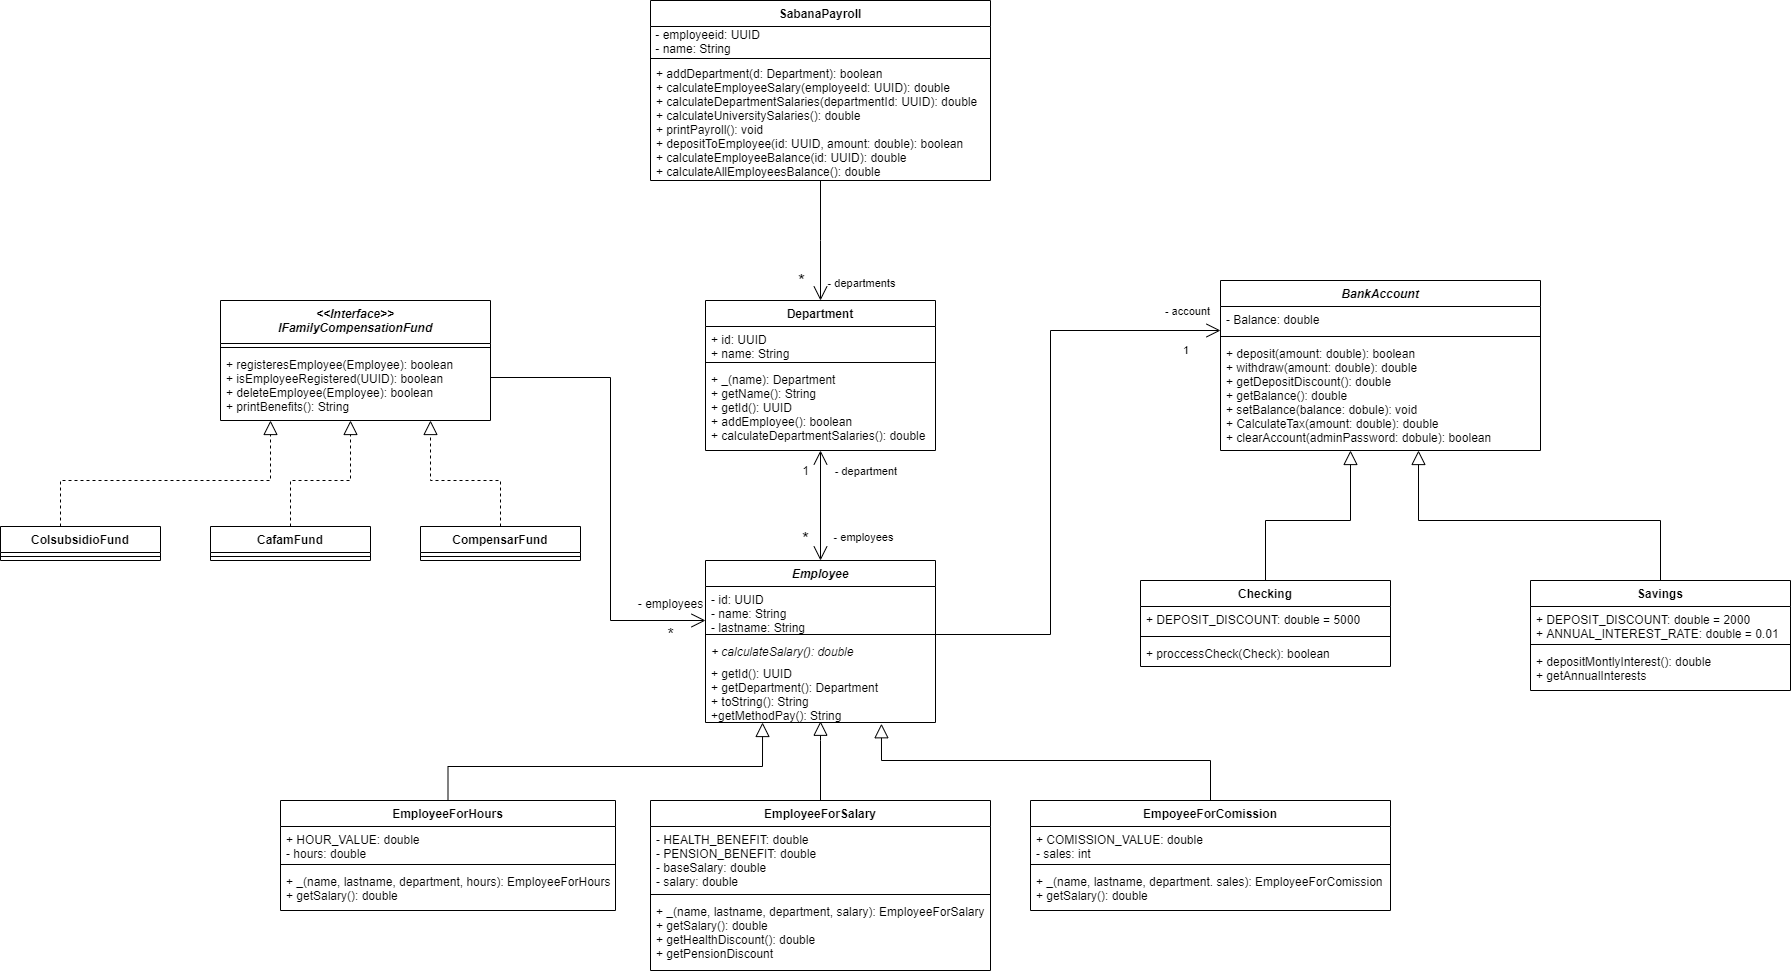 SabanaPayroll
- employeeid: UUID
- name: String
+ addDepartment(d: Department): boolean
+ calculateEmployeeSalary(employeeId: UUID): double
+ calculateDepartmentSalaries(departmentId: UUID): double
+ calculateUniversitySalaries(): double
+ printPayroll(): void
+ depositToEmployee(id: UUID, amount: double): boolean
+ calculateEmployeeBalance(id: UUID): double
+ calculateAllEmployeesBalance(): double
*
- departments
<<Interface>>
IFamilyCompensationFund
+ registeresEmployee(Employee): boolean
+ isEmployeeRegistered(UUID): boolean
+ deleteEmployee(Employee): boolean
+ printBenefits(): String
Department
+ id: UUID
+ name: String
+ _(name): Department
+ getName(): String
+ getId(): UUID
+ addEmployee(): boolean
+ calculateDepartmentSalaries(): double
- account
1
BankAccount
- Balance: double
+ deposit(amount: double): boolean
+ withdraw(amount: double): double
+ getDepositDiscount(): double
+ getBalance(): double
+ setBalance(balance: dobule): void
+ CalculateTax(amount: double): double
+ clearAccount(adminPassword: dobule): boolean
1
- department
*
- employees
ColsubsidioFund
CafamFund
CompensarFund
- employees
*
Employee
- id: UUID
- name: String
- lastname: String
+ calculateSalary(): double
+ getId(): UUID
+ getDepartment(): Department
+ toString(): String
+getMethodPay(): String
Checking
+ DEPOSIT_DISCOUNT: double = 5000
+ proccessCheck(Check): boolean
Savings
+ DEPOSIT_DISCOUNT: double = 2000
+ ANNUAL_INTEREST_RATE: double = 0.01
+ depositMontlyInterest(): double
+ getAnnualInterests
EmployeeForHours
+ HOUR_VALUE: double
- hours: double
+ _(name, lastname, department, hours): EmployeeForHours
+ getSalary(): double
EmployeeForSalary
- HEALTH_BENEFIT: double
- PENSION_BENEFIT: double
- baseSalary: double
- salary: double
+ _(name, lastname, department, salary): EmployeeForSalary
+ getSalary(): double
+ getHealthDiscount(): double
+ getPensionDiscount
EmpoyeeForComission
+ COMISSION_VALUE: double
- sales: int
+ _(name, lastname, department. sales): EmployeeForComission
+ getSalary(): double